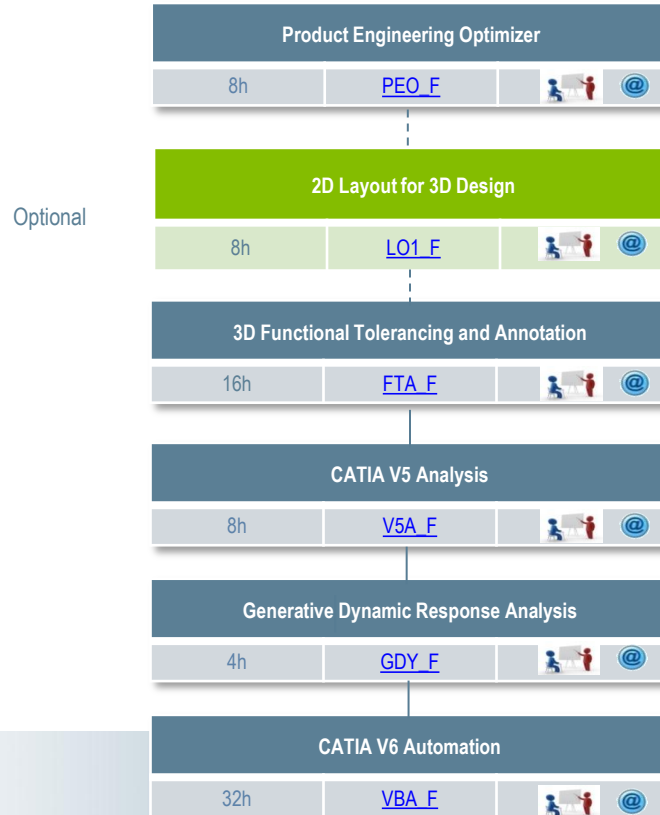 Product Engineering Optimizer
8h PEO_F @
2D Layout for 3D Design
Optional
8h LO1_F @
3D Functional Tolerancing and Annotation
16h FTA_F @
CATIA V5 Analysis
8h V5A_F @
Generative Dynamic Response Analysis
4h GDY_F @
CATIA V6 Automation
32h VBA_F @